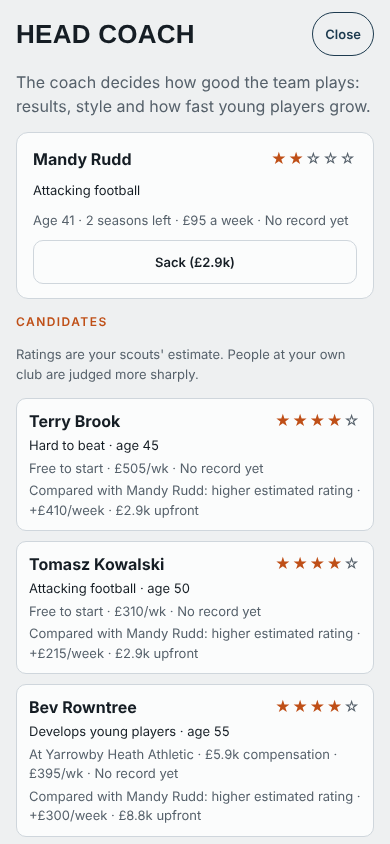 HEAD COACH
Close
The coach decides how good the team plays:
results, style and how fast young players grow.
Mandy Rudd
★★☆☆☆
Attacking football
Age 41 · 2 seasons left · £95 a week · No record yet
Sack (£2.9k)
CANDIDATES
Ratings are your scouts' estimate. People at your own
club are judged more sharply.
Terry Brook
★★★★☆
Hard to beat · age 45
Free to start · £505/wk · No record yet
Compared with Mandy Rudd: higher estimated rating ·
+£410/week · £2.9k upfront
Tomasz Kowalski
★★★★☆
Attacking football · age 50
Free to start · £310/wk · No record yet
Compared with Mandy Rudd: higher estimated rating ·
+£215/week · £2.9k upfront
Bev Rowntree
★★★★☆
Develops young players · age 55
At Yarrowby Heath Athletic · £5.9k compensation ·
£395/wk · No record yet
Compared with Mandy Rudd: higher estimated rating ·
+£300/week · £8.8k upfront